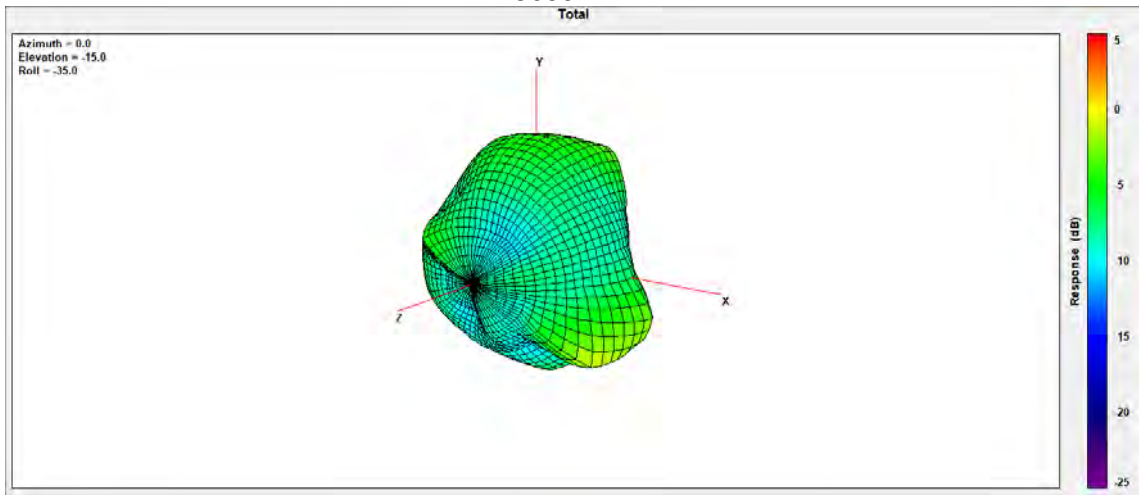 Total
Azimuth = 0.0
Elevation = -15.0
Roll = -35.0
Y
X
Z
5
0
-5
-10
-15
-20
-25
Response (dB)